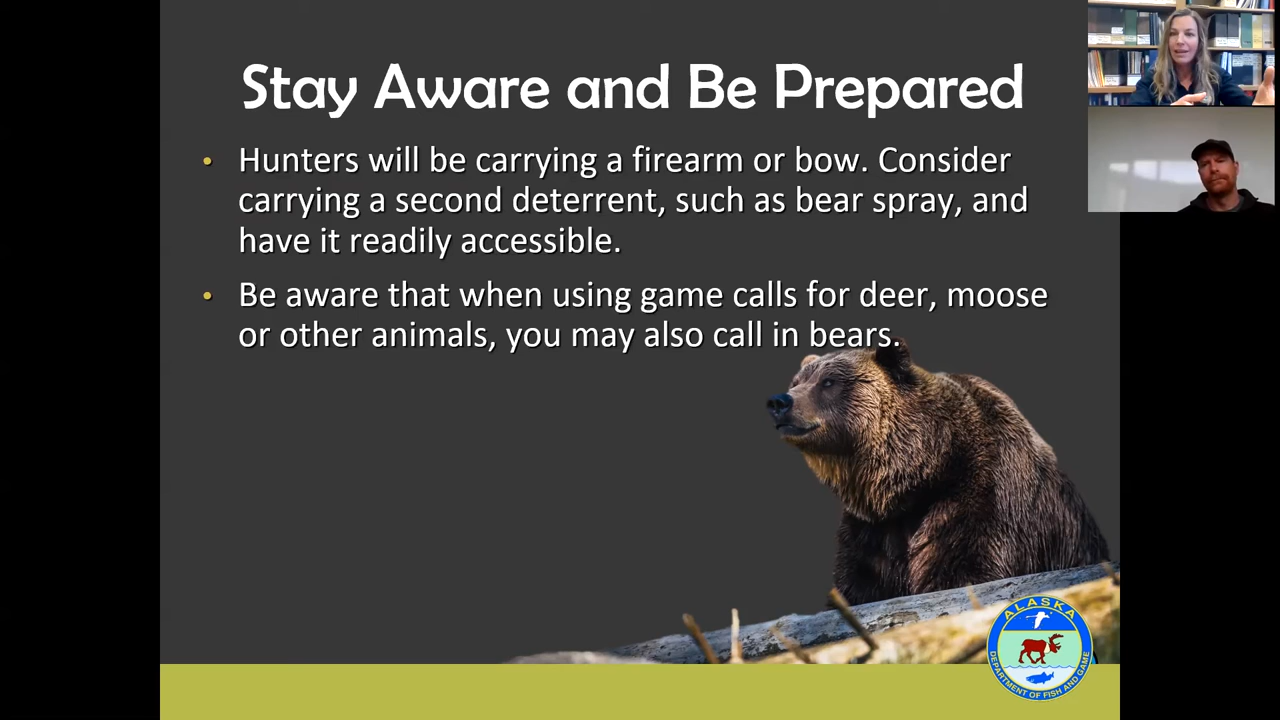 Stay Aware and Be Prepared
• Hunters will be carrying a firearm or bow. Consider
carrying a second deterrent, such as bear spray, and
have it readily accessible.
• Be aware that when using game calls for deer, moose
or other animals, you may also call in bears.
ALASKA
DEPARTMENT OF FISH AND GAME